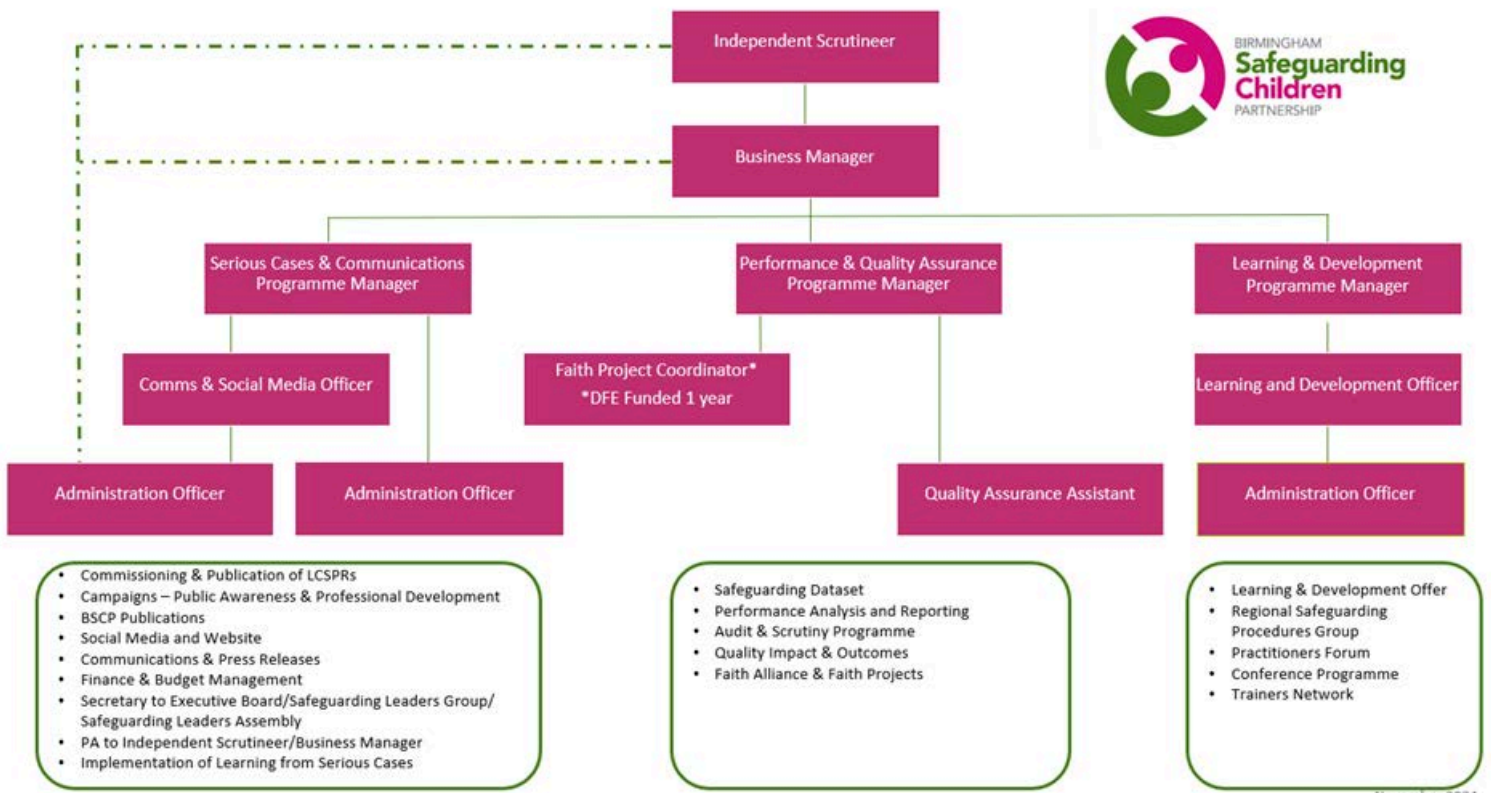 Independent Scrutineer
BIRMINGHAM
Safeguarding
Children
PARTNERSHIP
Business Manager
Serious Cases & Communications
Programme Manager
Performance & Quality Assurance
Programme Manager
Learning & Development
Programme Manager
Comms & Social Media Officer
Faith Project Coordinator*
*DFE Funded 1 year
Learning and Development Officer
Administration Officer
Administration Officer
Quality Assurance Assistant
Administration Officer
• Commissioning & Publication of LCSPRs
• Campaigns – Public Awareness & Professional Development
• BSCP Publications
• Social Media and Website
• Communications & Press Releases
• Finance & Budget Management
• Secretary to Executive Board/Safeguarding Leaders Group/
Safeguarding Leaders Assembly
• PA to Independent Scrutineer/Business Manager
• Implementation of Learning from Serious Cases
• Safeguarding Dataset
• Performance Analysis and Reporting
• Audit & Scrutiny Programme
• Quality Impact & Outcomes
• Faith Alliance & Faith Projects
• Learning & Development Offer
• Regional Safeguarding
Procedures Group
• Practitioners Forum
• Conference Programme
• Trainers Network